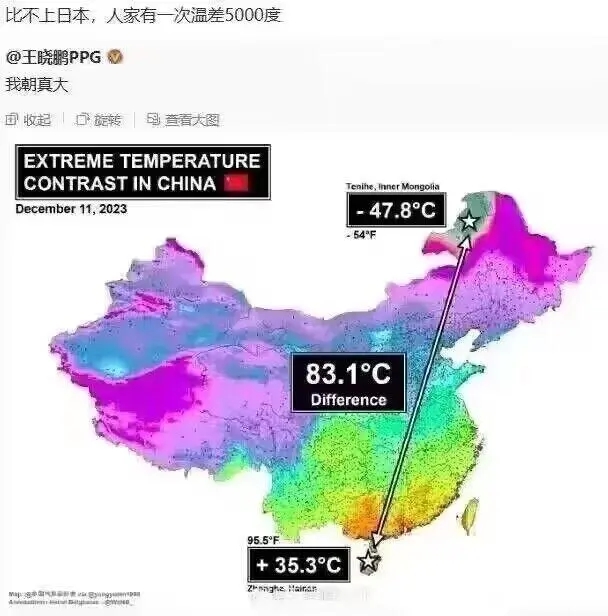 比不上日本，人家有一次温差5000度
@王晓鹏PPG
我朝真大
收起 旋转 查看大图
EXTREME TEMPERATURE
CONTRAST IN CHINA
December 11, 2023
Tenihe, Inner Mongolia
- 47.8°C
- 54°F
83.1°C
Difference
95.5°F
+ 35.3°C
Hainan